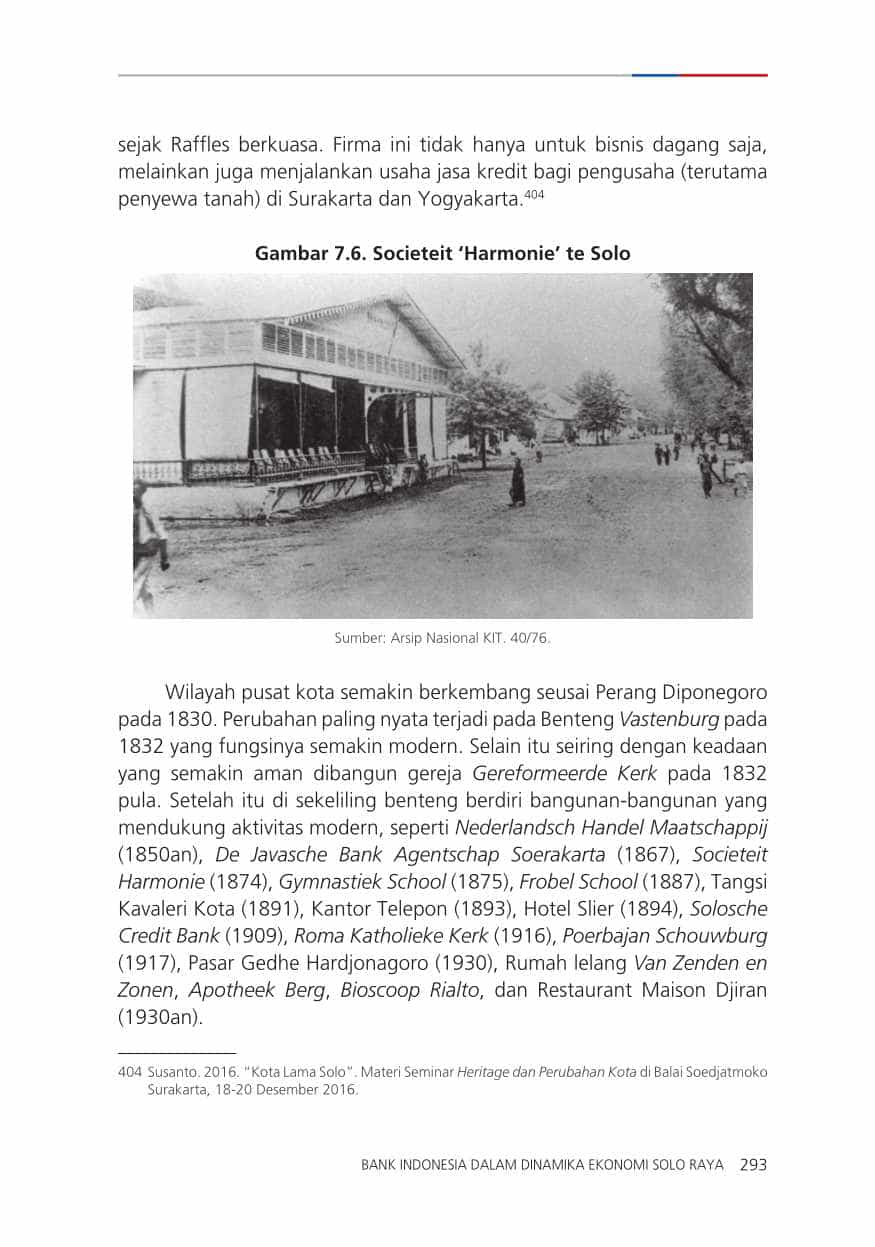 sejak Raffles berkuasa. Firma ini tidak hanya untuk bisnis dagang saja,
melainkan juga menjalankan usaha jasa kredit bagi pengusaha (terutama
penyewa tanah) di Surakarta dan Yogyakarta.404
Gambar 7.6. Societeit ‘Harmonie’ te Solo
Sumber: Arsip Nasional KIT. 40/76.
Wilayah pusat kota semakin berkembang seusai Perang Diponegoro
pada 1830. Perubahan paling nyata terjadi pada Benteng Vastenburg pada
1832 yang fungsinya semakin modern. Selain itu seiring dengan keadaan
yang semakin aman dibangun gereja Gereformeerde Kerk pada 1832
pula. Setelah itu di sekeliling benteng berdiri bangunan-bangunan yang
mendukung aktivitas modern, seperti Nederlandsch Handel Maatschappij
(1850an), De Javasche Bank Agentschap Soerakarta (1867), Societeit
Harmonie (1874), Gymnastiek School (1875), Frobel School (1887), Tangsi
Kavaleri Kota (1891), Kantor Telepon (1893), Hotel Slier (1894), Solosche
Credit Bank (1909), Roma Katholieke Kerk (1916), Poerbajan Schouwburg
(1917), Pasar Gedhe Hardjonagoro (1930), Rumah lelang Van Zenden en
Zonen, Apotheek Berg, Bioscoop Rialto, dan Restaurant Maison Djiran
(1930an).
404 Susanto. 2016. “Kota Lama Solo”. Materi Seminar Heritage dan Perubahan Kota di Balai Soedjatmoko
Surakarta, 18-20 Desember 2016.
BANK INDONESIA DALAM DINAMIKA EKONOMI SOLO RAYA 293